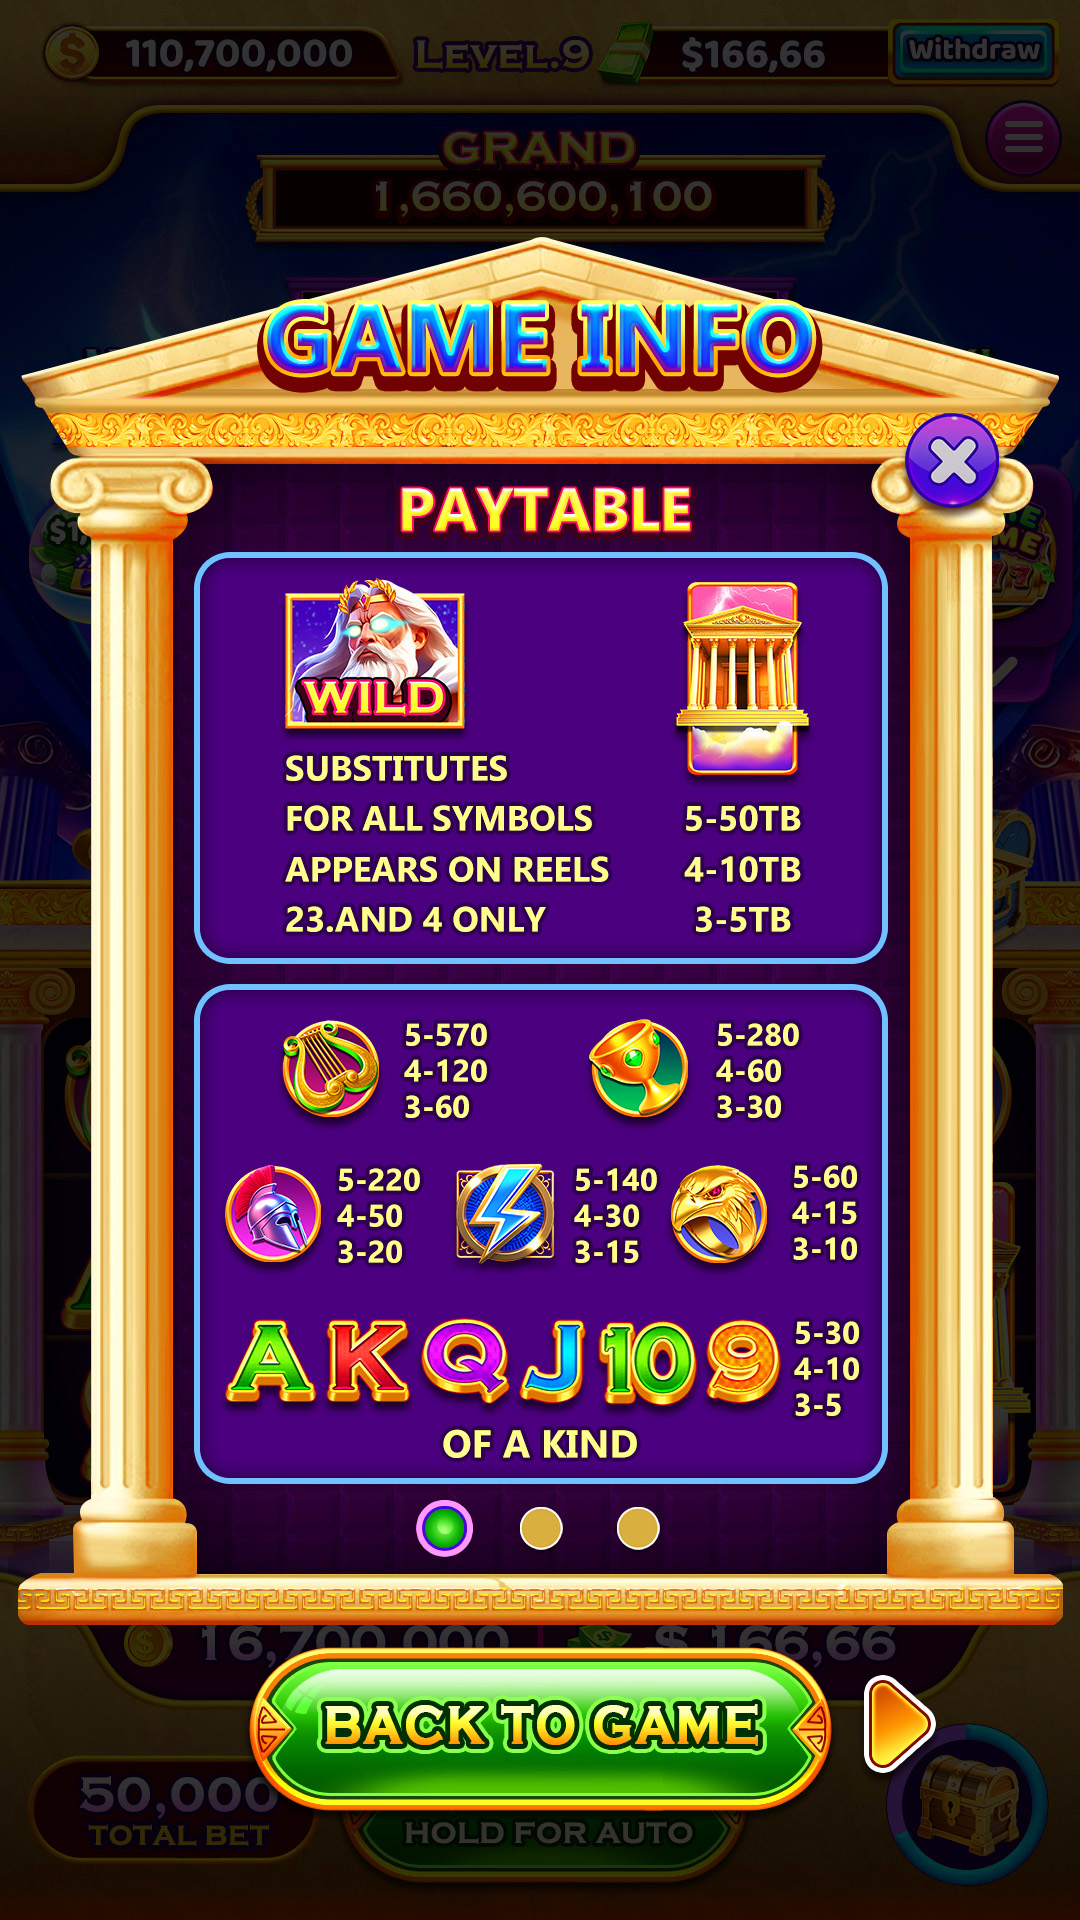 110,700,000
LEVEL.9
$166,66
Withdraw
GRAND
1,660,600,100
GAME INFO
PAYTABLE
WILD
SUBSTITUTES
FOR ALL SYMBOLS
APPEARS ON REELS
23.AND 4 ONLY
5-50TB
4-10TB
3-5TB
5-570
4-120
3-60
5-280
4-60
3-30
5-220
4-50
3-20
5-140
4-30
3-15
5-60
4-15
3-10
A K Q J 10 9
5-30
4-10
3-5
OF A KIND
16,700,000
$ 166,66
BACK TO GAME
50,000
TOTAL BET
HOLD FOR AUTO